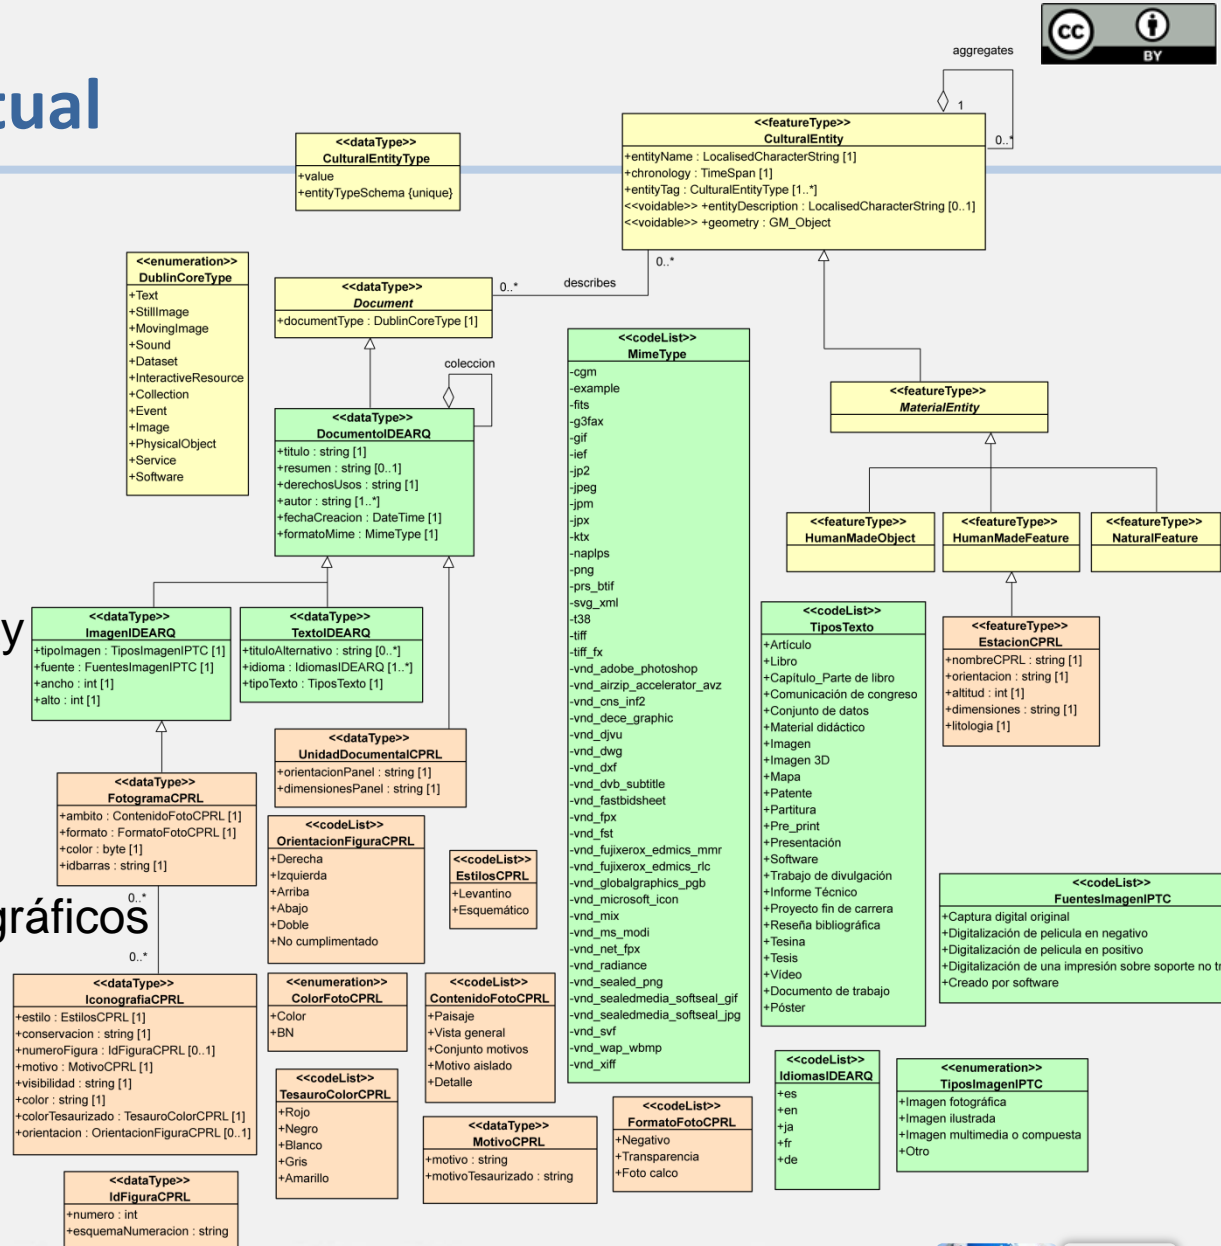 tual
CC
BY
aggregates
1
0..*
<<dataType>>
CulturalEntityType
+value
+entityTypeSchema {unique}
<<featureType>>
CulturalEntity
+entityName : LocalisedCharacterString [1]
+chronology : TimeSpan [1]
+entityTag : CulturalEntityType [1..*]
<<voidable>> +entityDescription : LocalisedCharacterString [0..1]
<<voidable>> +geometry : GM_Object
<<enumeration>>
DublinCoreType
+Text
+StillImage
+MovingImage
+Sound
+Dataset
+InteractiveResource
+Collection
+Event
+Image
+PhysicalObject
+Service
+Software
<<dataType>>
Document
+documentType : DublinCoreType [1]
0..*
describes
0..*
coleccion
<<dataType>>
DocumentoIDEARQ
+titulo : string [1]
+resumen : string [0..1]
+derechosUsos : string [1]
+autor : string [1..*]
+fechaCreacion : DateTime [1]
+formatoMime : MimeType [1]
<<codeList>>
MimeType
-cgm
-example
-fits
-g3fax
-gif
-ief
-jp2
-jpeg
-jpm
-jpx
-ktx
-naplps
-png
-prs_btif
-svg_xml
-t38
-tiff
-tiff_fx
-vnd_adobe_photoshop
-vnd_airzip_accelerator_avz
-vnd_cns_inf2
-vnd_dece_graphic
-vnd_djvu
-vnd_dwg
-vnd_dxf
-vnd_dvb_subtitle
-vnd_fastbidsheet
-vnd_fpx
-vnd_fst
-vnd_fujixerox_edmics_mmr
-vnd_fujixerox_edmics_rlc
-vnd_globalgraphics_pgb
-vnd_microsoft_icon
-vnd_mix
-vnd_ms_modi
-vnd_net_fpx
-vnd_radiance
-vnd_sealed_png
-vnd_sealedmedia_softseal_gif
-vnd_sealedmedia_softseal_jpg
-vnd_svf
-vnd_wap_wbmp
-vnd_xiff
<<featureType>>
MaterialEntity
<<featureType>>
HumanMadeObject
<<featureType>>
HumanMadeFeature
<<featureType>>
NaturalFeature
y
<<dataType>>
ImagenIDEARQ
+tipoImagen : TiposImagenIPTC [1]
+fuente : FuentesImagenIPTC [1]
+ancho : int [1]
+alto : int [1]
<<dataType>>
TextoIDEARQ
+tituloAlternativo : string [0..*]
+idioma : IdiomasIDEARQ [1..*]
+tipoTexto : TiposTexto [1]
<<codeList>>
TiposTexto
+Artículo
+Libro
+Capítulo_Parte de libro
+Comunicación de congreso
+Conjunto de datos
+Material didáctico
+Imagen
+Imagen 3D
+Mapa
+Patente
+Partitura
+Pre_print
+Presentación
+Software
+Trabajo de divulgación
+Informe Técnico
+Proyecto fin de carrera
+Reseña bibliográfica
+Tesina
+Tesis
+Vídeo
+Documento de trabajo
+Póster
<<featureType>>
EstacionCPRL
+nombreCPRL : string [1]
+orientacion : string [1]
+altitud : int [1]
+dimensiones : string [1]
+litologia [1]
<<dataType>>
UnidadDocumentalCPRL
+orientacionPanel : string [1]
+dimensionesPanel : string [1]
<<dataType>>
FotogramaCPRL
+ambito : ContenidoFotoCPRL [1]
+formato : FormatoFotoCPRL [1]
+color : byte [1]
+idbarras : string [1]
0..*
gráficos
0..*
<<codeList>>
OrientacionFiguraCPRL
+Derecha
+Izquierda
+Arriba
+Abajo
+Doble
+No cumplimentado
<<codeList>>
EstilosCPRL
+Levantino
+Esquemático
<<codeList>>
FuentesImagenIPTC
+Captura digital original
+Digitalización de pelicula en negativo
+Digitalización de pelicula en positivo
+Digitalización de una impresión sobre soporte no tr
+Creado por software
<<dataType>>
IconografiaCPRL
+estilo : EstilosCPRL [1]
+conservacion : string [1]
+numeroFigura : IdFiguraCPRL [0..1]
+motivo : MotivoCPRL [1]
+visibilidad : string [1]
+color : string [1]
+colorTesaurizado : TesauroColorCPRL [1]
+orientacion : OrientacionFiguraCPRL [0..1]
<<enumeration>>
ColorFotoCPRL
+Color
+BN
<<codeList>>
ContenidoFotoCPRL
+Paisaje
+Vista general
+Conjunto motivos
+Motivo aislado
+Detalle
<<codeList>>
TesauroColorCPRL
+Rojo
+Negro
+Blanco
+Gris
+Amarillo
<<dataType>>
MotivoCPRL
+motivo : string
+motivoTesaurizado : string
<<codeList>>
FormatoFotoCPRL
+Negativo
+Transparencia
+Foto calco
<<codeList>>
IdiomasIDEARQ
+es
+en
+ja
+fr
+de
<<enumeration>>
TiposImagenIPTC
+Imagen fotográfica
+Imagen ilustrada
+Imagen multimedia o compuesta
+Otro
<<dataType>>
IdFiguraCPRL
+numero : int
+esquemaNumeracion : string